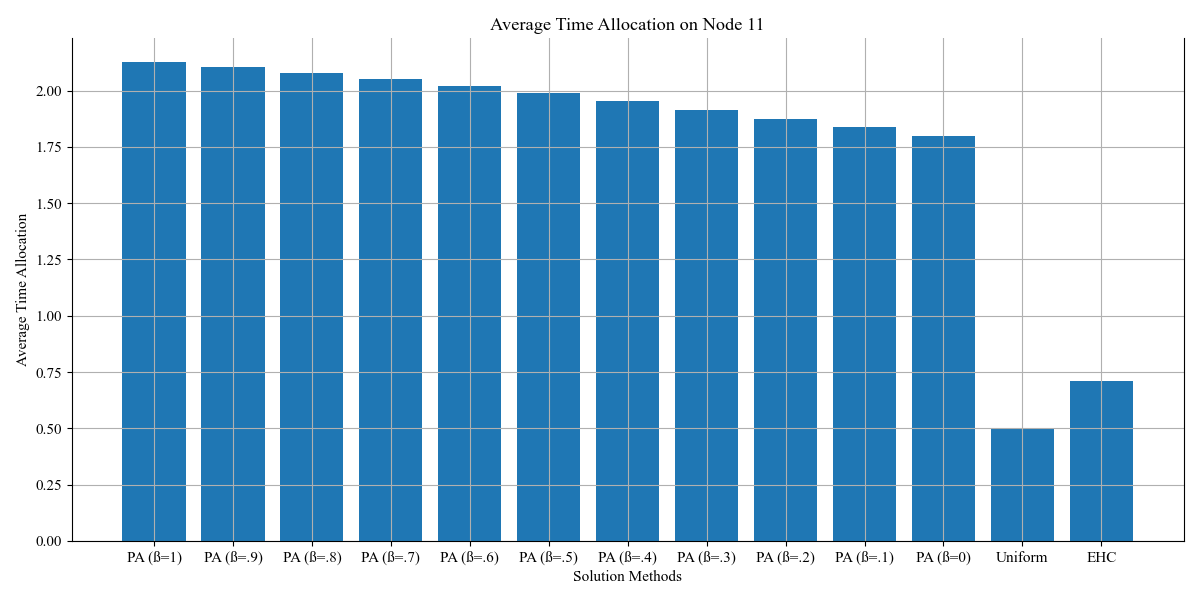 Average Time Allocation on Node 11
Average Time Allocation
2.00
1.75
1.50
1.25
1.00
0.75
0.50
0.25
0.00
PA (ß=1) PA (ß=.9) PA (ß=.8) PA (ß=.7) PA (ß=.6) PA (ß=.5) PA (ß=.4) PA (ß=.3) PA (ß=.2) PA (ß=.1) PA (ß=0) Uniform EHC
Solution Methods